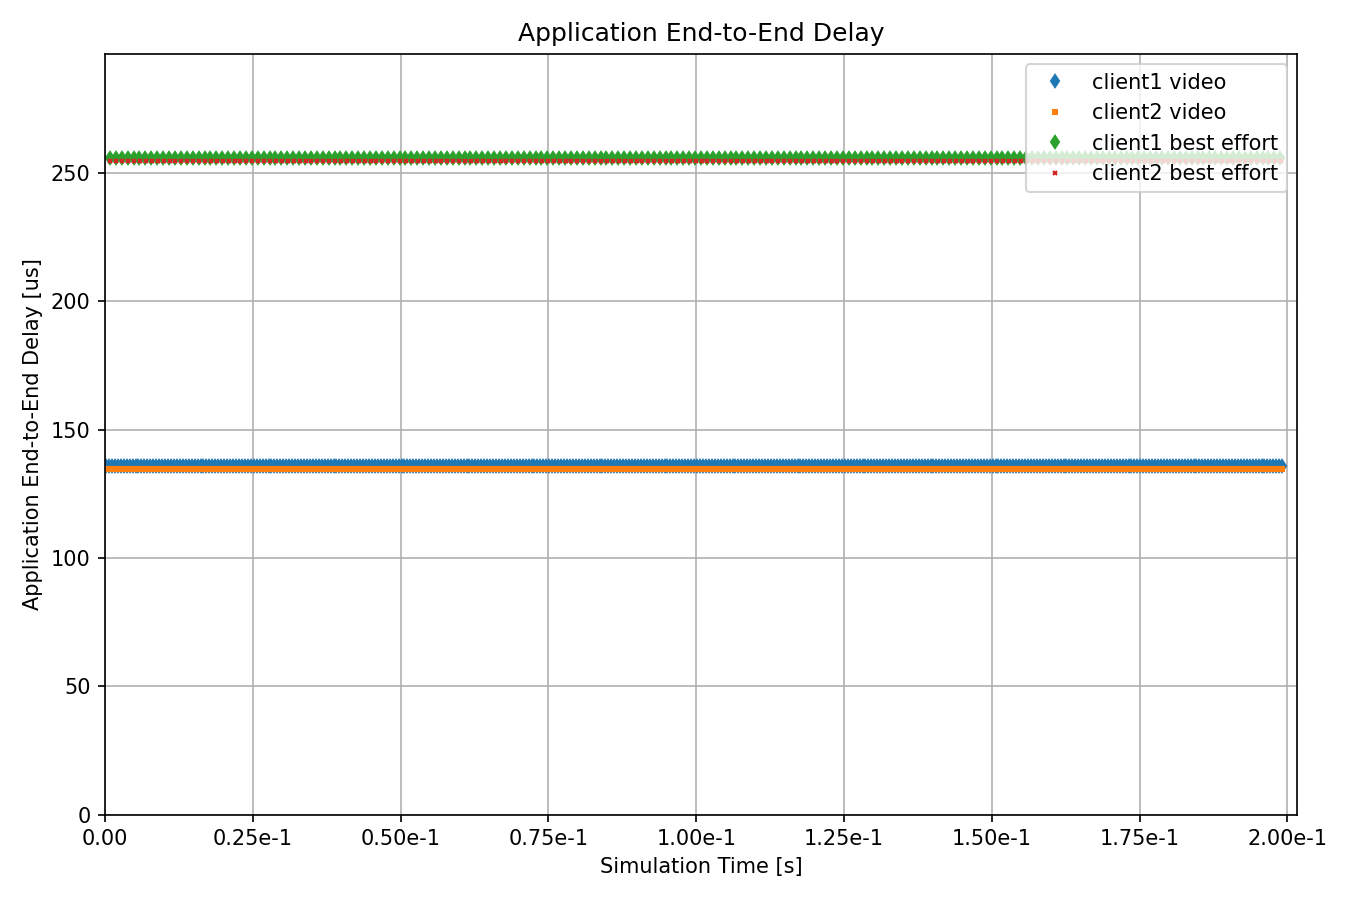 Application End-to-End Delay
client1 video
client2 video
client1 best effort
client2 best effort
250
200
150
100
50
0
Application End-to-End Delay [us]
0.00 0.25e-1 0.50e-1 0.75e-1 1.00e-1 1.25e-1 1.50e-1 1.75e-1 2.00e-1
Simulation Time [s]